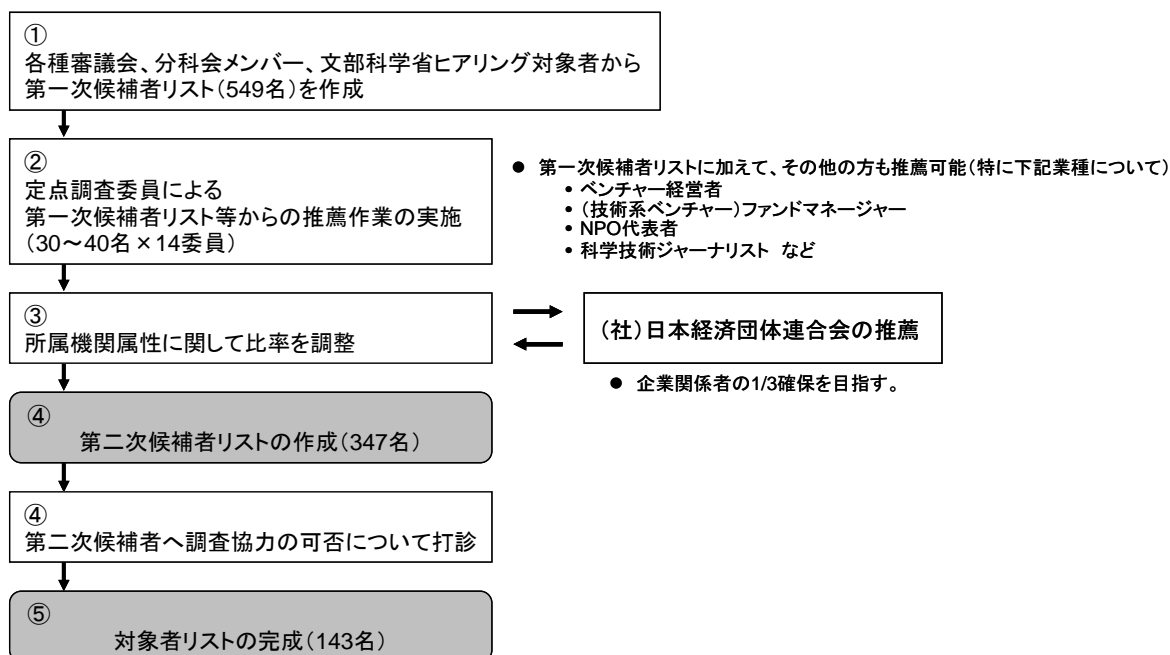 ①
各種審議会、分科会メンバー、文部科学省ヒアリング対象者から
第一次候補者リスト(549名)を作成
②
定点調査委員による
第一次候補者リスト等からの推薦作業の実施
(30～40名×14委員)
● 第一次候補者リストに加えて、その他の方も推薦可能(特に下記業種について)
• ベンチャー経営者
• (技術系ベンチャー)ファンドマネージャー
• NPO代表者
• 科学技術ジャーナリスト など
③
所属機関属性に関して比率を調整
(社)日本経済団体連合会の推薦
● 企業関係者の1/3確保を目指す。
④
第二次候補者リストの作成(347名)
④
第二次候補者へ調査協力の可否について打診
⑤
対象者リストの完成(143名)